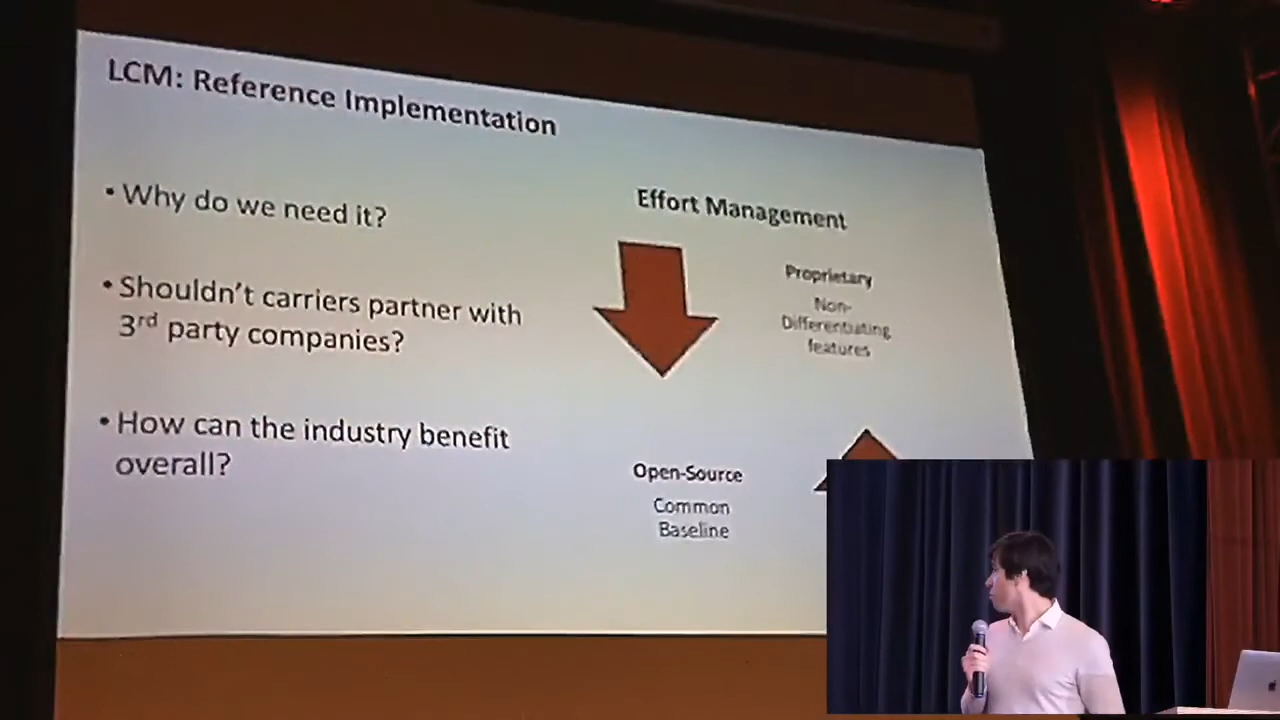 LCM: Reference Implementation
• Why do we need it?
• Shouldn't carriers partner with
3rd party companies?
• How can the industry benefit
overall?
Effort Management
Proprietary
Non-
Differentiating
features
Open-Source
Common
Baseline